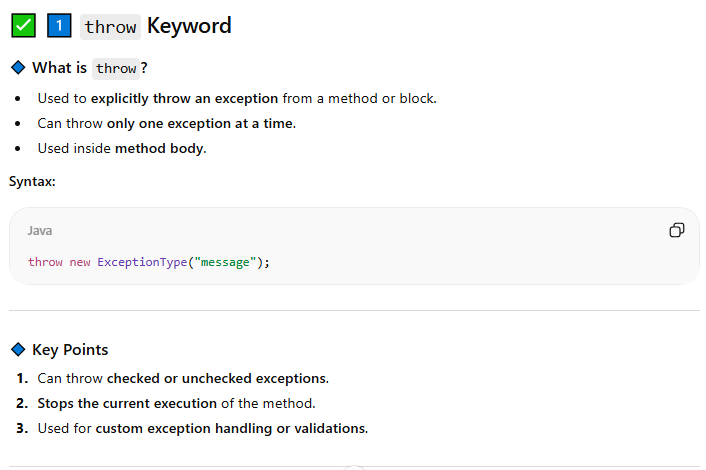 ✅ 1️⃣ throw Keyword
🔷 What is throw?
• Used to explicitly throw an exception from a method or block.
• Can throw only one exception at a time.
• Used inside method body.
Syntax:
Java
throw new ExceptionType("message");
🔷 Key Points
1. Can throw checked or unchecked exceptions.
2. Stops the current execution of the method.
3. Used for custom exception handling or validations.